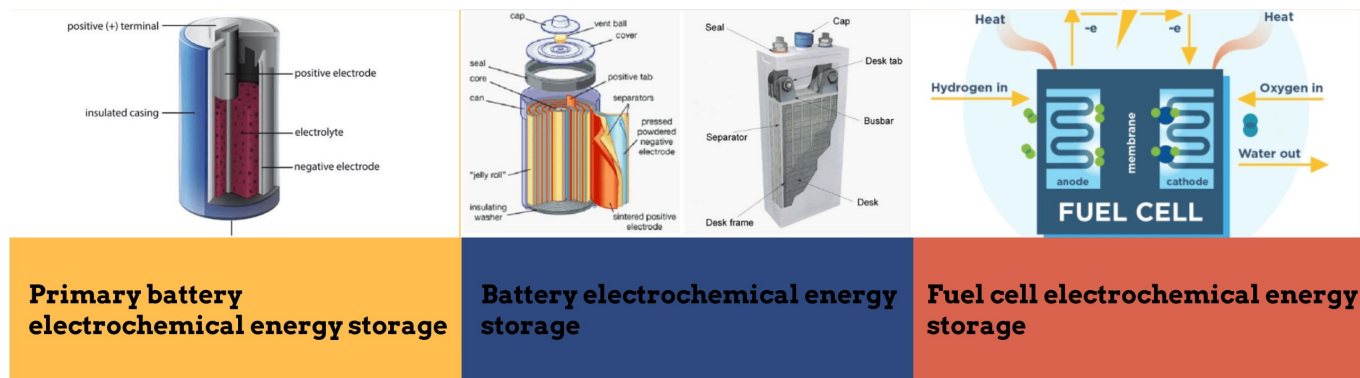 positive (+) terminal
positive electrode
insulated casing
electrolyte
negative electrode
cap
vent ball
cover
seal
core
can
positive tab
separators
pressed
powdered
negative
electrode
"jelly roll"
insulating
washer
sintered positive
electrode
Seal
Cap
Desk tab
Busbar
Separator
Desk
Desk frame
Heat
-e
-e
Heat
Hydrogen in
Oxygen in
membrane
Water out
anode
cathode
FUEL CELL
Primary battery
electrochemical energy storage
Battery electrochemical energy
storage
Fuel cell electrochemical energy
storage